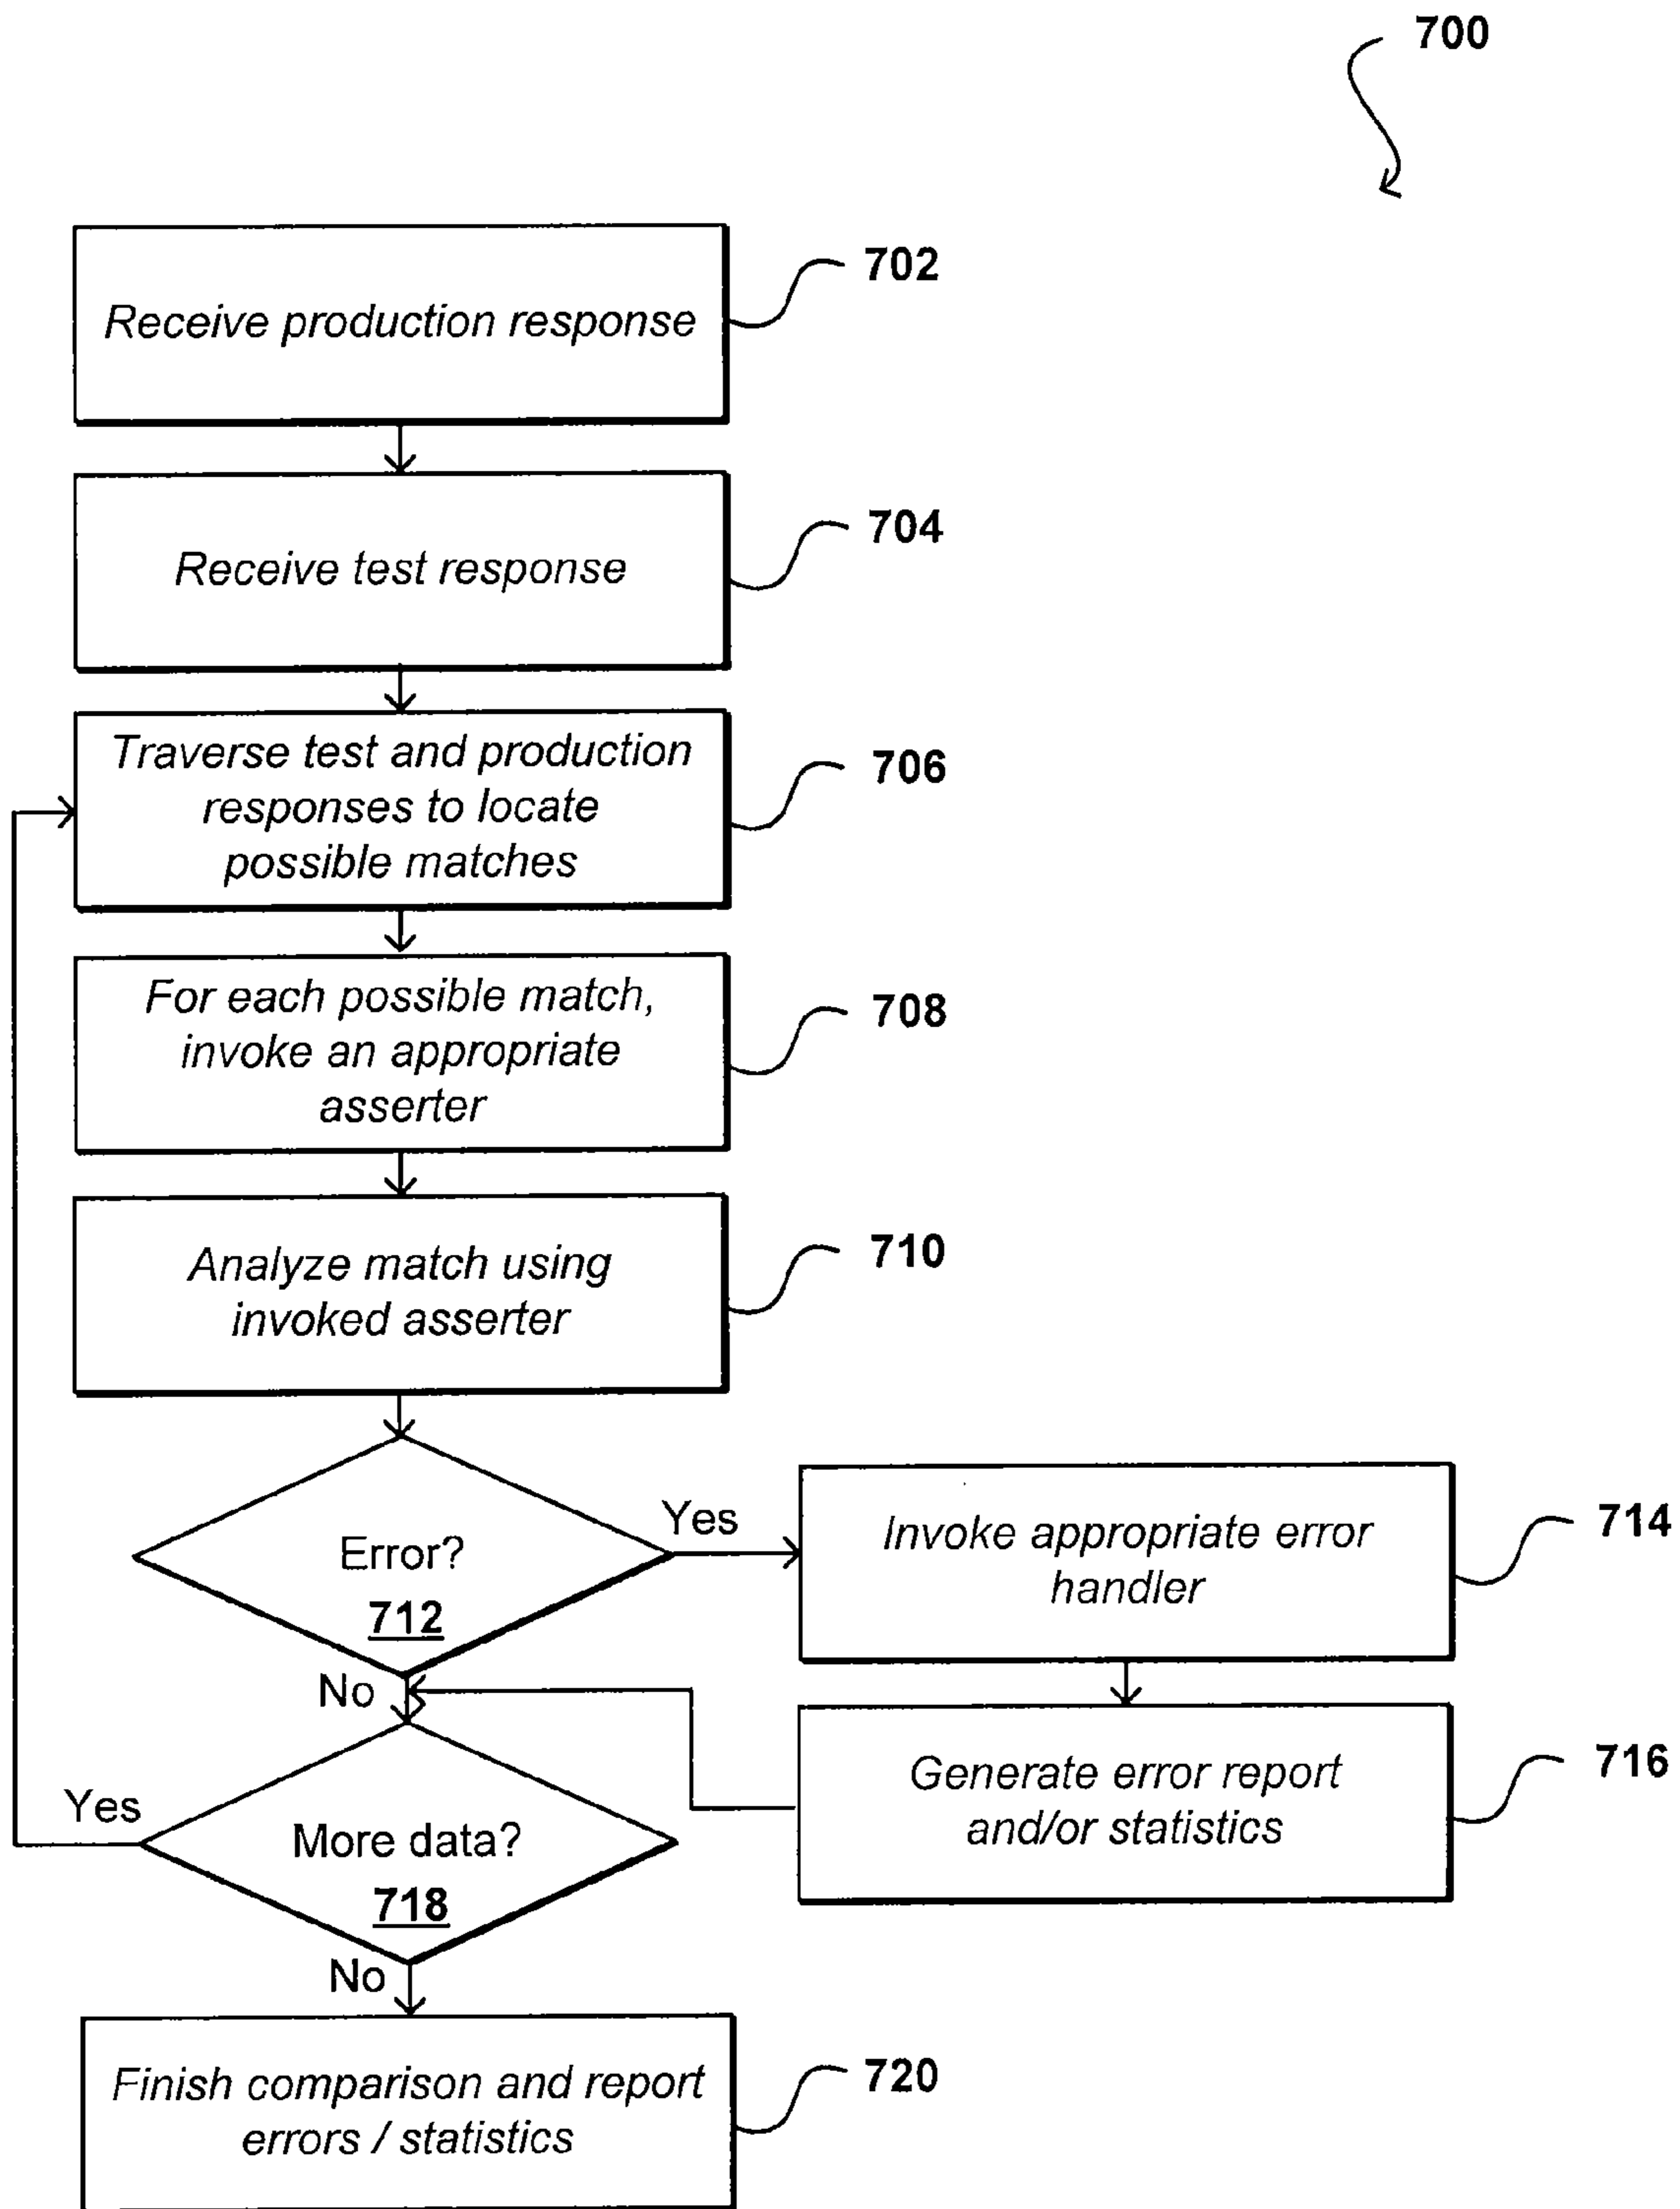 700
Receive production response
702
Receive test response
704
Traverse test and production
responses to locate
possible matches
706
For each possible match,
invoke an appropriate
asserter
708
Analyze match using
invoked asserter
710
Error?
712
Yes
No
Invoke appropriate error
handler
714
Generate error report
and/or statistics
716
More data?
718
Yes
No
Finish comparison and report
errors / statistics
720